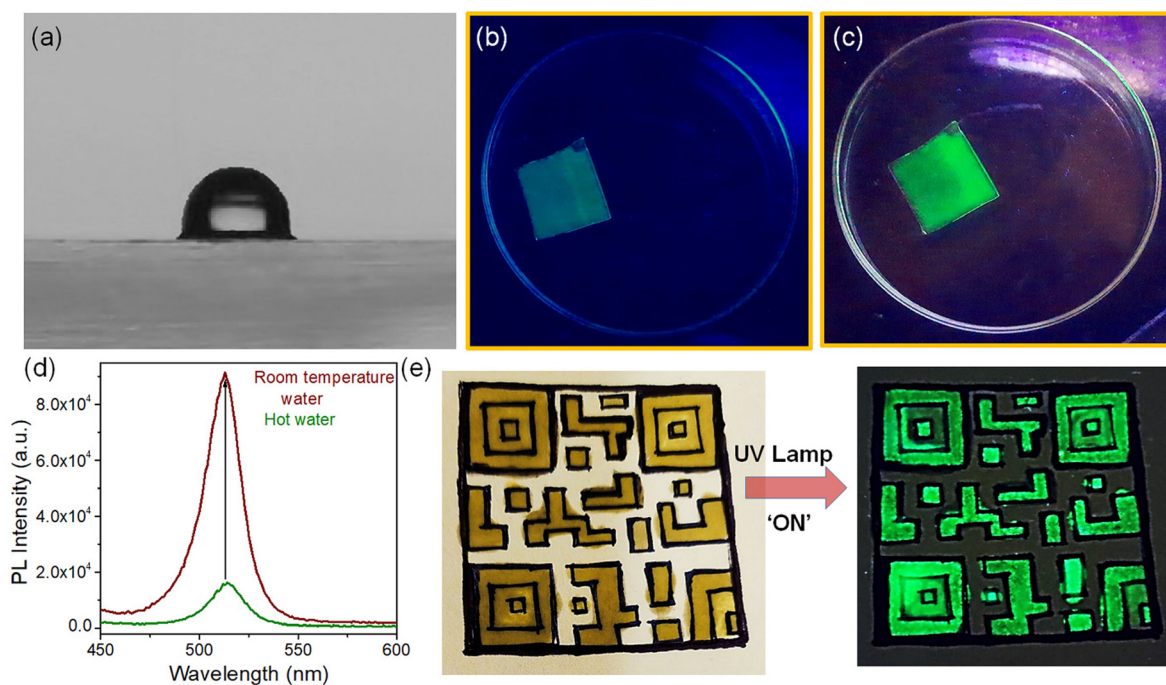 (a)
(b)
(c)
(d)
PL Intensity (a.u.)
8.0x10⁴
6.0x10⁴
4.0x10⁴
2.0x10⁴
0.0
Room temperature
water
Hot water
450
500
550
600
Wavelength (nm)
(e)
UV Lamp
'ON'